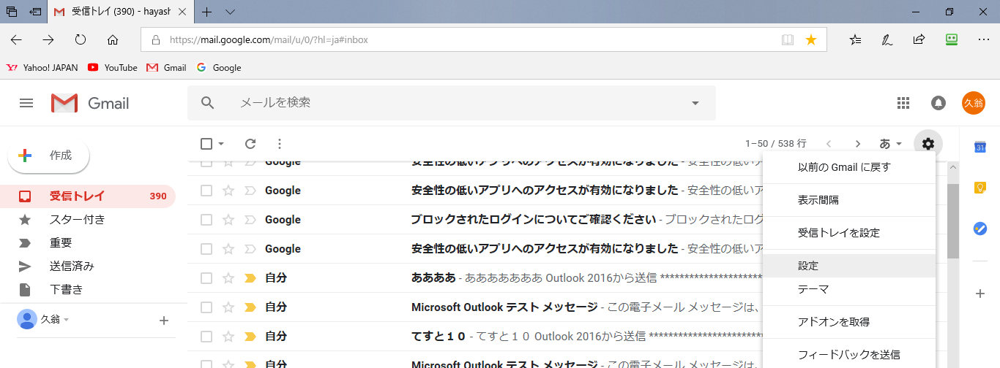 受信トレイ (390) - hayash
https://mail.google.com/mail/u/0/?hl=ja#inbox
Yahoo! JAPAN YouTube Gmail Google
Gmail メールを検索 久翁
作成 1–50 / 538 行 あ
Google 安全性の低いアプリへのアクセスが有効になりました - 安全性の低いア
以前の Gmail に戻す
31
受信トレイ 390
Google 安全性の低いアプリへのアクセスが有効になりました - 安全性の低いア
表示間隔
スター付き
Google ブロックされたログインについてご確認ください - ブロックされたログ
受信トレイを設定
重要
Google 安全性の低いアプリへのアクセスが有効になりました - 安全性の低いア
送信済み
設定
自分 ああああ - ああああああああ Outlook 2016から送信 **********************
下書き
テーマ
自分 Microsoft Outlook テスト メッセージ - この電子メール メッセージは、
久翁
アドオンを取得
自分 てすと１０ - てすと１０ Outlook 2016から送信 ************************
フィードバックを送信
自分 Microsoft Outlook テスト メッセージ - この電子メール メッセージは、